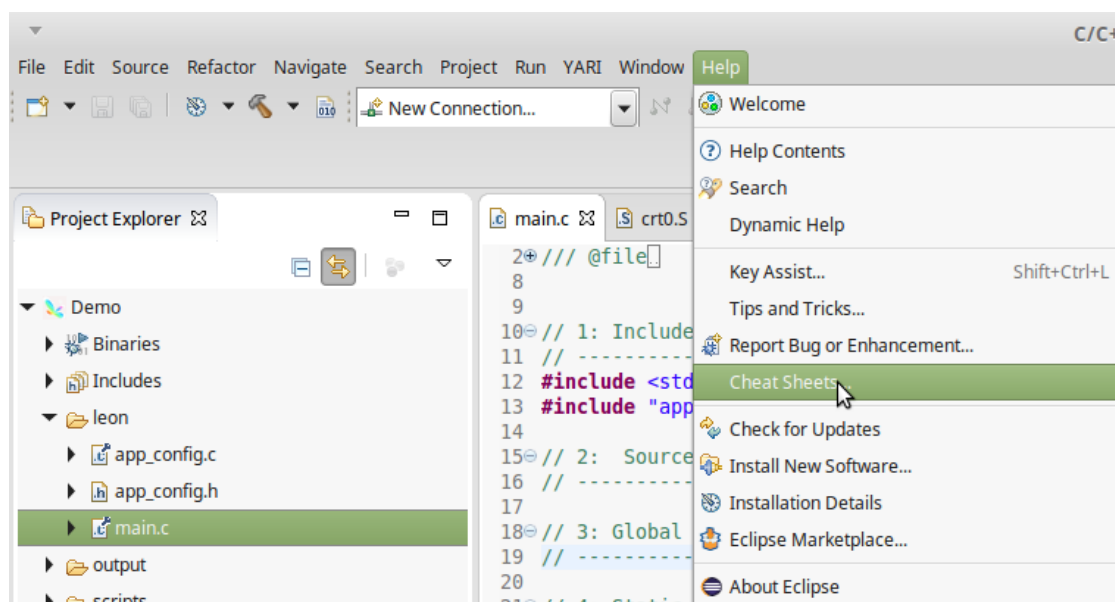 C/C+
File Edit Source Refactor Navigate Search Project Run YARI Window Help
010 New Connection...
Welcome
Help Contents
Search
Dynamic Help
Key Assist... Shift+Ctrl+L
Tips and Tricks...
Report Bug or Enhancement...
Cheat Sheets...
Check for Updates
Install New Software...
Installation Details
Eclipse Marketplace...
About Eclipse
Project Explorer
Demo
Binaries
Includes
leon
app_config.c
app_config.h
main.c
output
scripts
main.c crt0.S
2 /// @file
8
9
10 // 1: Include
11 // ----------
12 #include <std
13 #include "app
14
15 // 2:  Source
16 // ----------
17
18 // 3: Global
19 // ----------
20